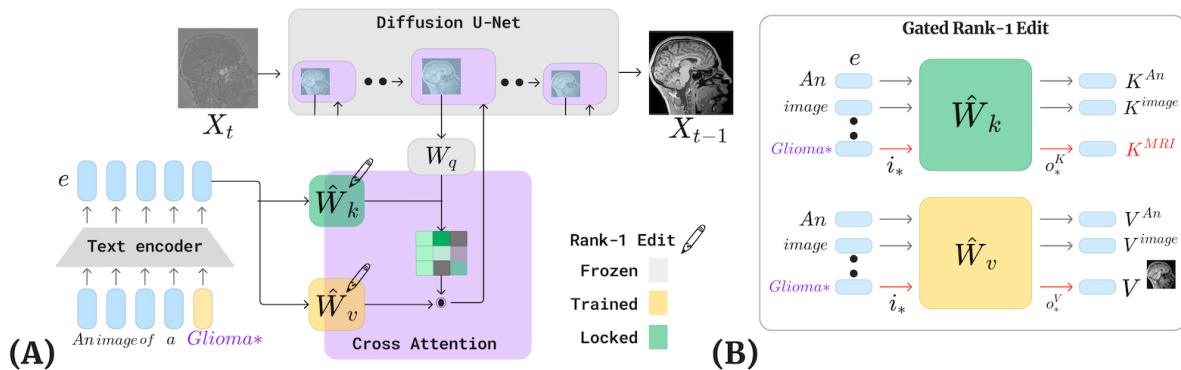 Diffusion U-Net
X_t
X_{t-1}
W_q
e
Ŵ_k
Text encoder
Ŵ_v
Cross Attention
An image of a Glioma*
(A)
Rank-1 Edit
Frozen
Trained
Locked
Gated Rank-1 Edit
e
An
K^{An}
image
Ŵ_k
K^{image}
Glioma*
i_*
o_*^K
K^{MRI}
An
V^{An}
image
Ŵ_v
V^{image}
Glioma*
i_*
o_*^V
V
(B)